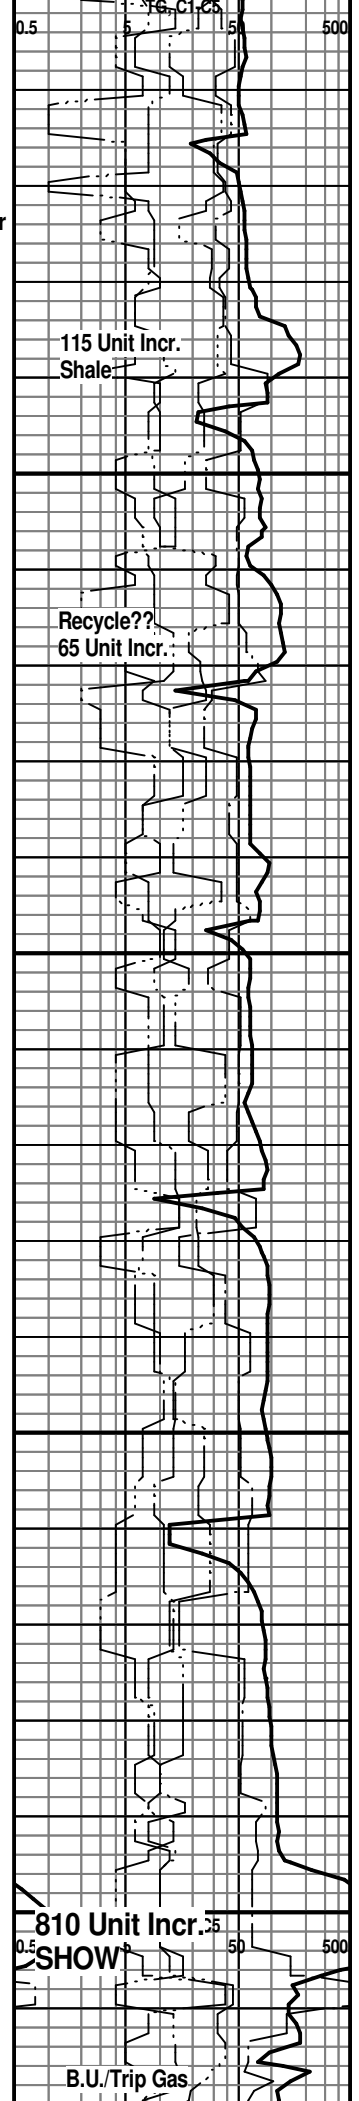 TG, C1-C5
0.5 5 50 500
r
115 Unit Incr.
Shale
Recycle??
65 Unit Incr.
810 Unit Incr.
C5
0.5 50 500
SHOW
B.U./Trip Gas